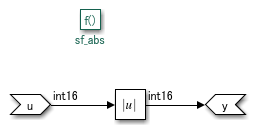 f()
sf_abs
int16
int16
u
|u|
y